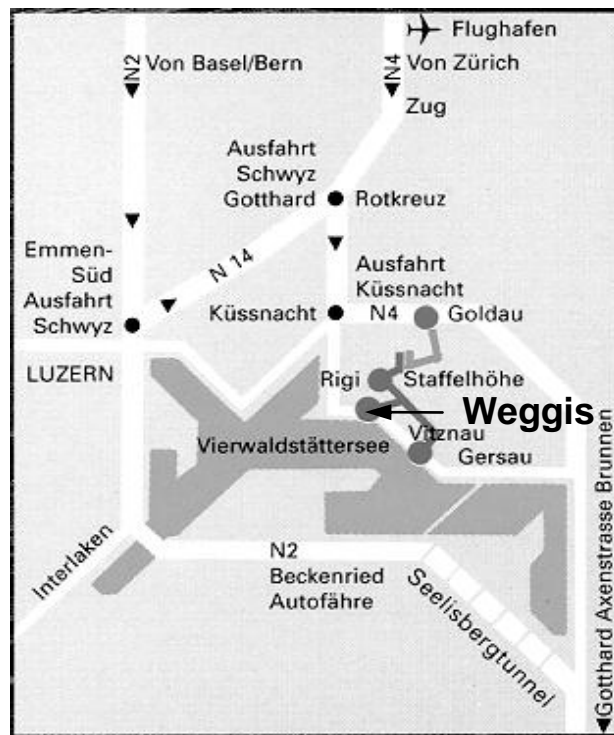 Flughafen
N2
Von Basel/Bern
N4
Von Zürich
Zug
Ausfahrt
Schwyz
Gotthard
Rotkreuz
Emmen-
Süd
Ausfahrt
Schwyz
N 14
Ausfahrt
Küssnacht
Küssnacht
N4
Goldau
LUZERN
Rigi
Staffelhöhe
Weggis
Vierwaldstättersee
Vitznau
Gersau
Interlaken
N2
Beckenried
Autofähre
Seelisbergtunnel
Gotthard Axenstrasse Brunnen